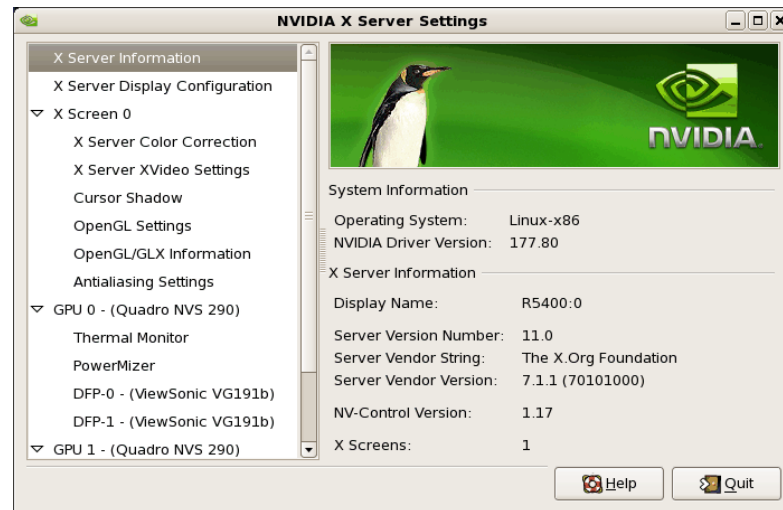 NVIDIA X Server Settings
X Server Information
X Server Display Configuration
X Screen 0
X Server Color Correction
X Server XVideo Settings
Cursor Shadow
OpenGL Settings
OpenGL/GLX Information
Antialiasing Settings
GPU 0 - (Quadro NVS 290)
Thermal Monitor
PowerMizer
DFP-0 - (ViewSonic VG191b)
DFP-1 - (ViewSonic VG191b)
GPU 1 - (Quadro NVS 290)
NVIDIA.
System Information
Operating System: Linux-x86
NVIDIA Driver Version: 177.80
X Server Information
Display Name: R5400:0
Server Version Number: 11.0
Server Vendor String: The X.Org Foundation
Server Vendor Version: 7.1.1 (70101000)
NV-Control Version: 1.17
X Screens: 1
Help Quit